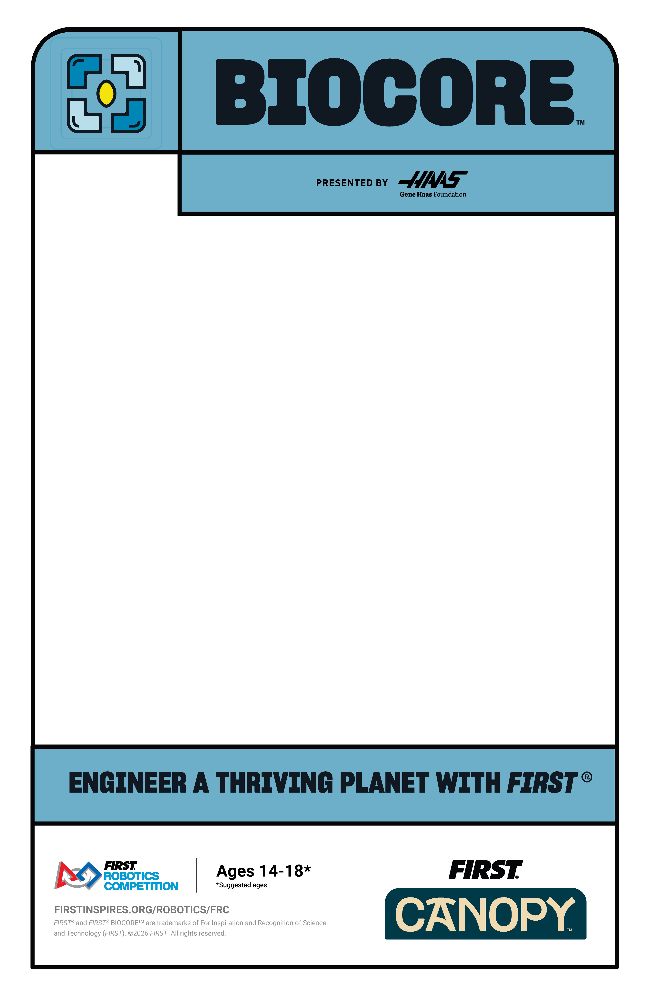 BIOCORE™
PRESENTED BY HAAS
Gene Haas Foundation
ENGINEER A THRIVING PLANET WITH FIRST®
FIRST®
ROBOTICS
COMPETITION
Ages 14-18*
*Suggested ages
FIRSTINSPIRES.ORG/ROBOTICS/FRC
FIRST® and FIRST® BIOCORE™ are trademarks of For Inspiration and Recognition of Science
and Technology (FIRST). ©2026 FIRST. All rights reserved.
FIRST®
CANOPY™